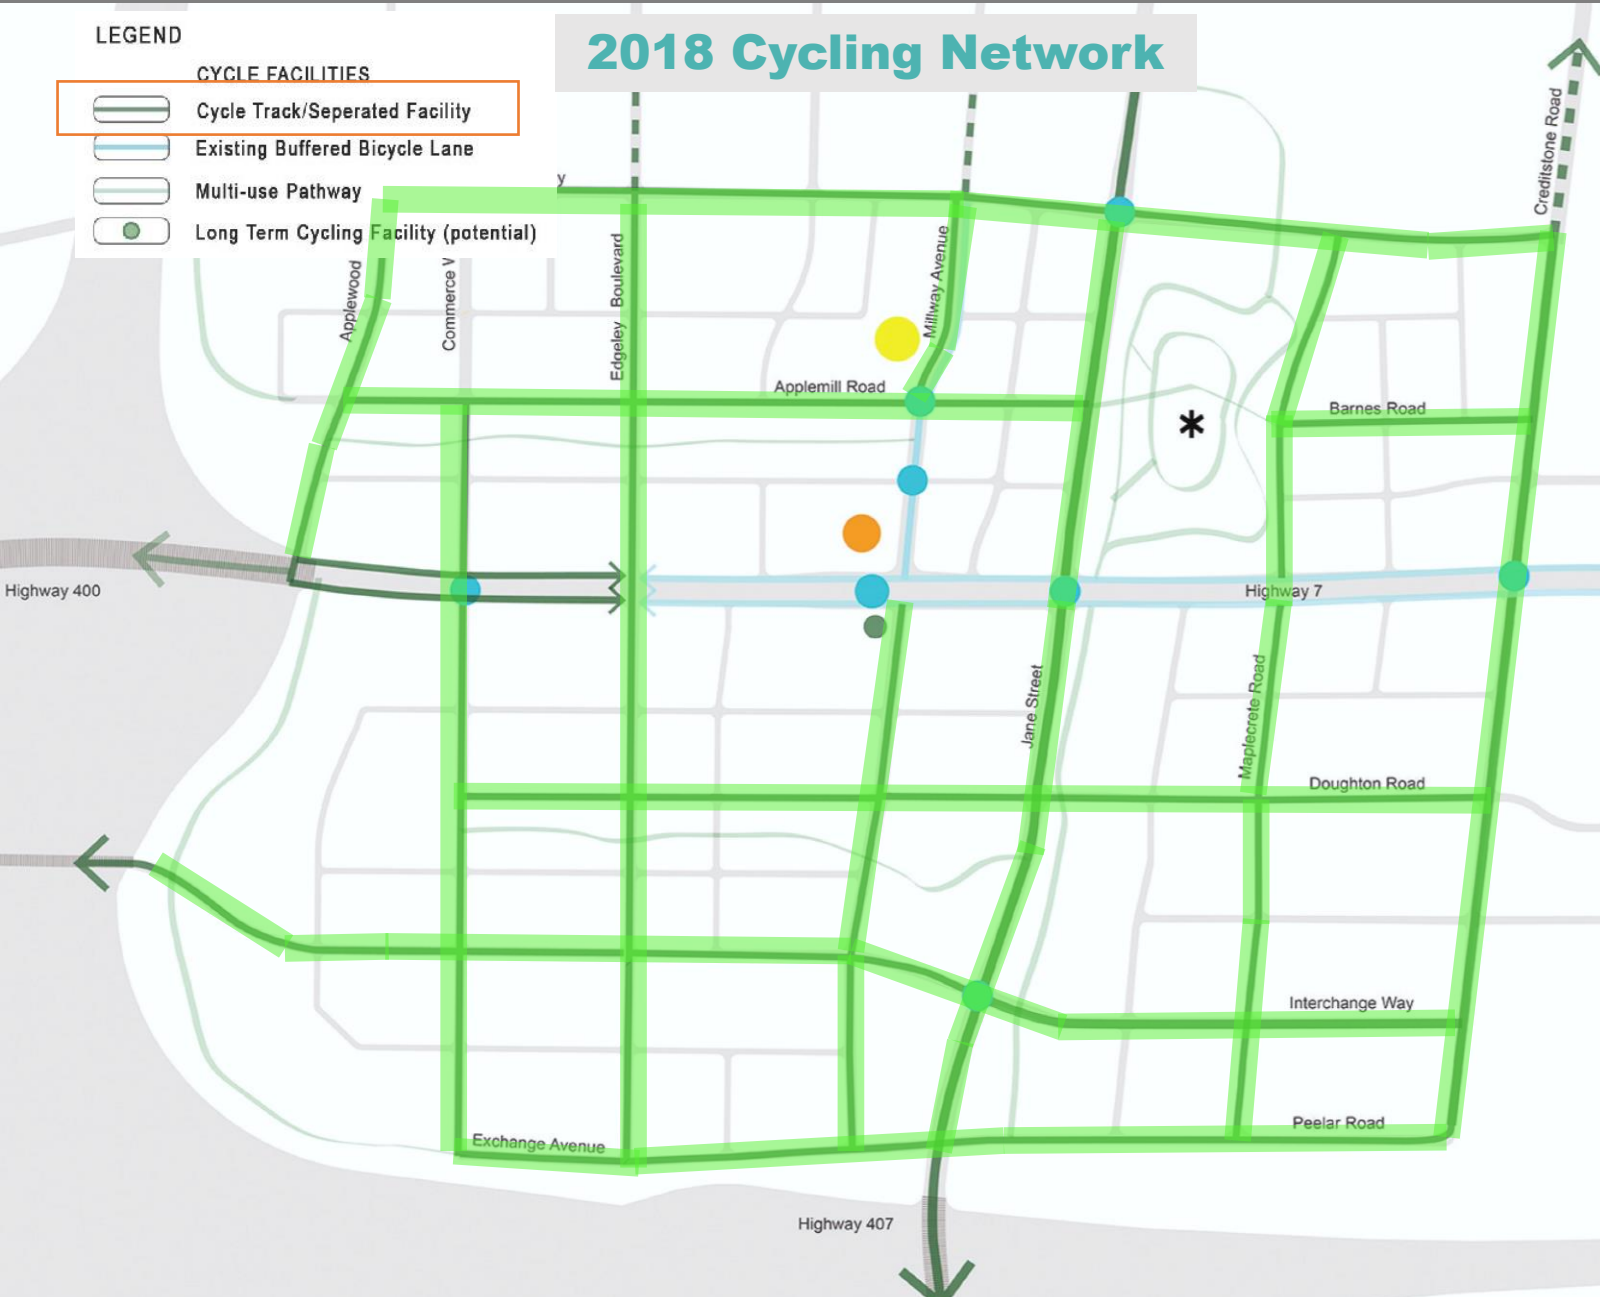 2018 Cycling Network
LEGEND
CYCLE FACILITIES
Cycle Track/Seperated Facility
Existing Buffered Bicycle Lane
Multi-use Pathway
Long Term Cycling Facility (potential)
y
Creditstone Road
Applewood
Commerce
Edgeley Boulevard
Millway Avenue
Applemill Road
Barnes Road
*
Highway 400
Highway 7
Jane Street
Maplecrete Road
Doughton Road
Interchange Way
Peelar Road
Exchange Avenue
Highway 407